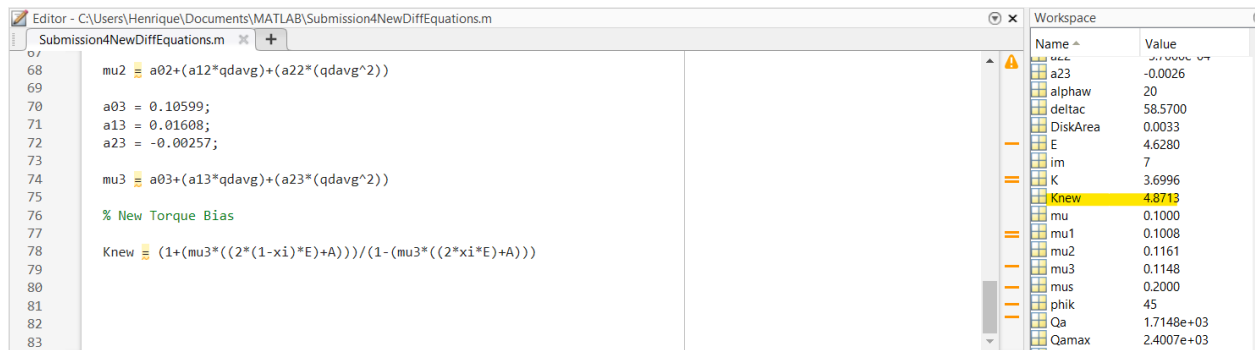 Editor - C:\Users\Henrique\Documents\MATLAB\Submission4NewDiffEquations.m
Submission4NewDiffEquations.m
67
68 mu2 = a02+(a12*qdavg)+(a22*(qdavg^2))
69
70 a03 = 0.10599;
71 a13 = 0.01608;
72 a23 = -0.00257;
73
74 mu3 = a03+(a13*qdavg)+(a23*(qdavg^2))
75
76 % New Torque Bias
77
78 Knew = (1+(mu3*((2*(1-xi)*E)+A)))/(1-(mu3*((2*xi*E)+A)))
79
80
81
82
83
Workspace
Name Value
a22
a23 -0.0026
alphaw 20
deltac 58.5700
DiskArea 0.0033
E 4.6280
im 7
K 3.6996
Knew 4.8713
mu 0.1000
mu1 0.1008
mu2 0.1161
mu3 0.1148
mus 0.2000
phik 45
Qa 1.7148e+03
Qamax 2.4007e+03